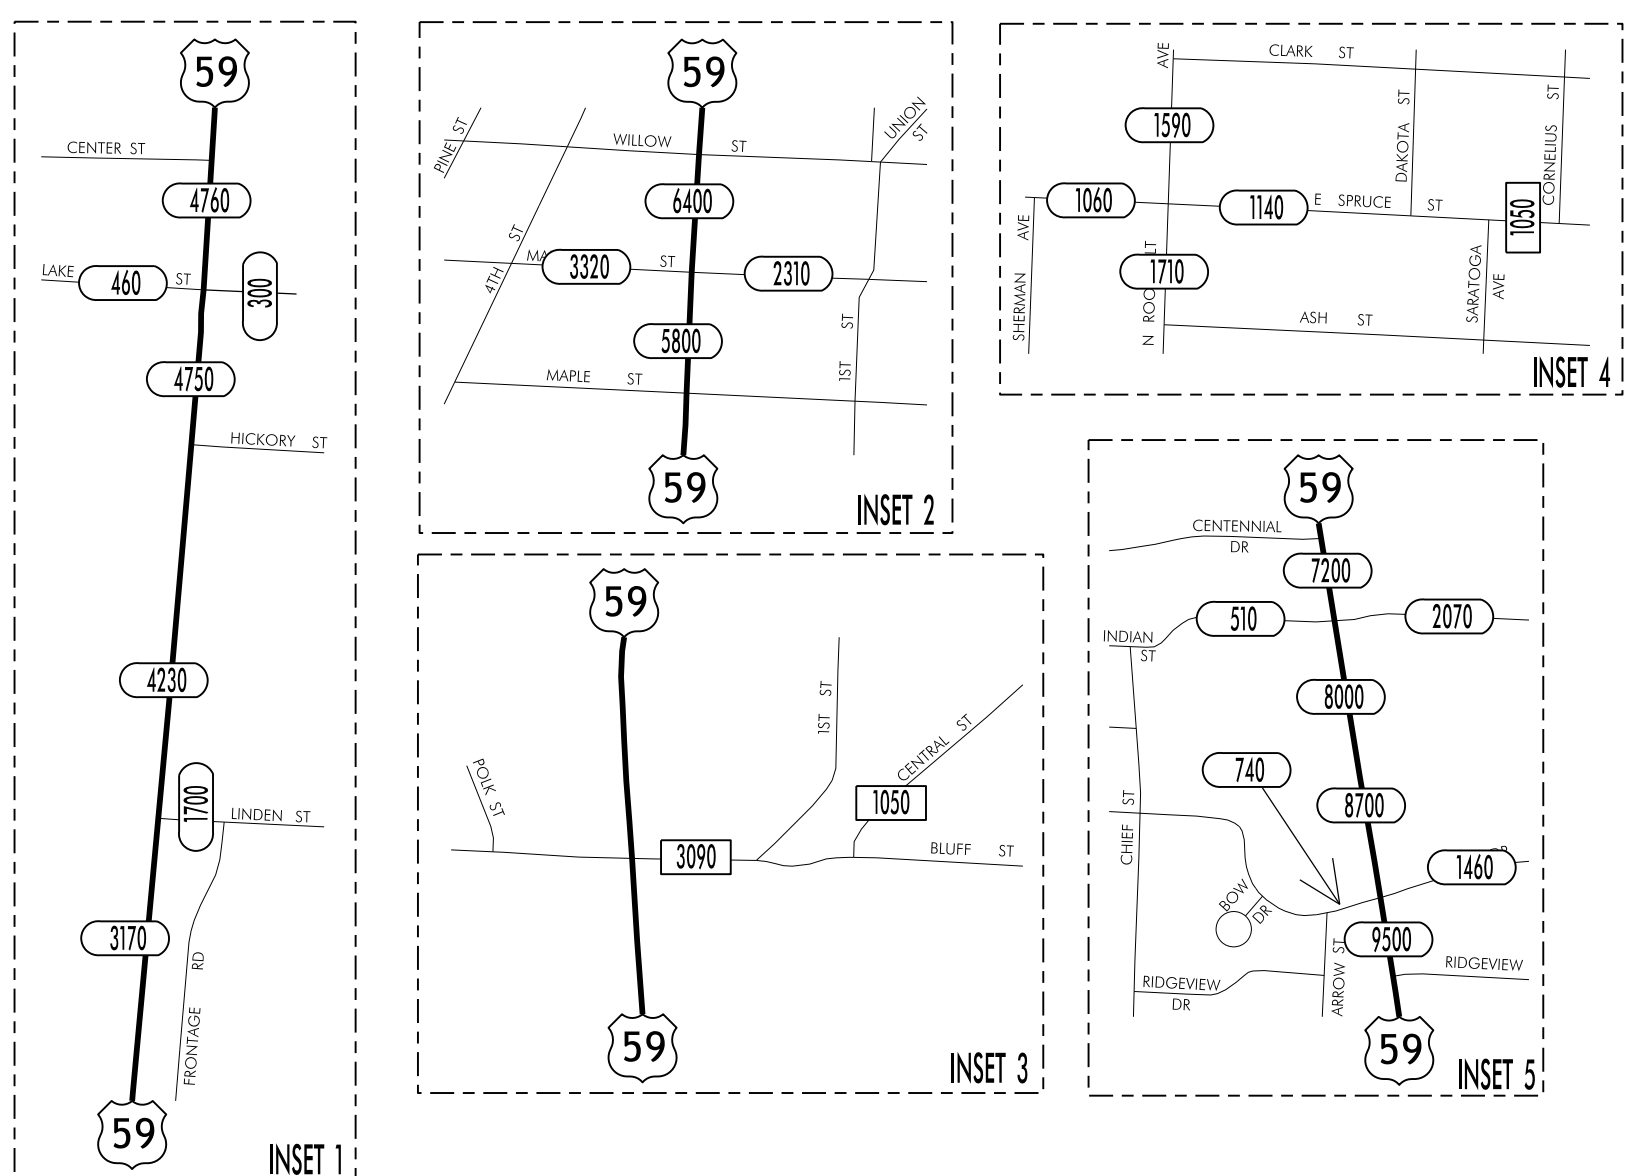 59
CENTER ST
4760
LAKE ST
460
300
4750
HICKORY ST
4230
1700
LINDEN ST
3170
FRONTAGE RD
59
INSET 1
59
PINE ST
WILLOW ST
UNION ST
6400
4TH ST
MA ST
3320
2310
5800
1ST ST
MAPLE ST
59
INSET 2
59
1ST ST
CENTRAL ST
POLK ST
1050
3090
BLUFF ST
59
INSET 3
AVE
CLARK ST
1590
DAKOTA ST
CORNELIUS ST
1060
1140
E SPRUCE ST
1050
SHERMAN AVE
1710
N ROO LT
SARATOGA AVE
ASH ST
INSET 4
59
CENTENNIAL
DR
7200
510
2070
INDIAN
ST
8000
740
8700
CHIEF ST
1460
BOW
DR
9500
ARROW ST
RIDGEVIEW
DR
RIDGEVIEW
59
INSET 5